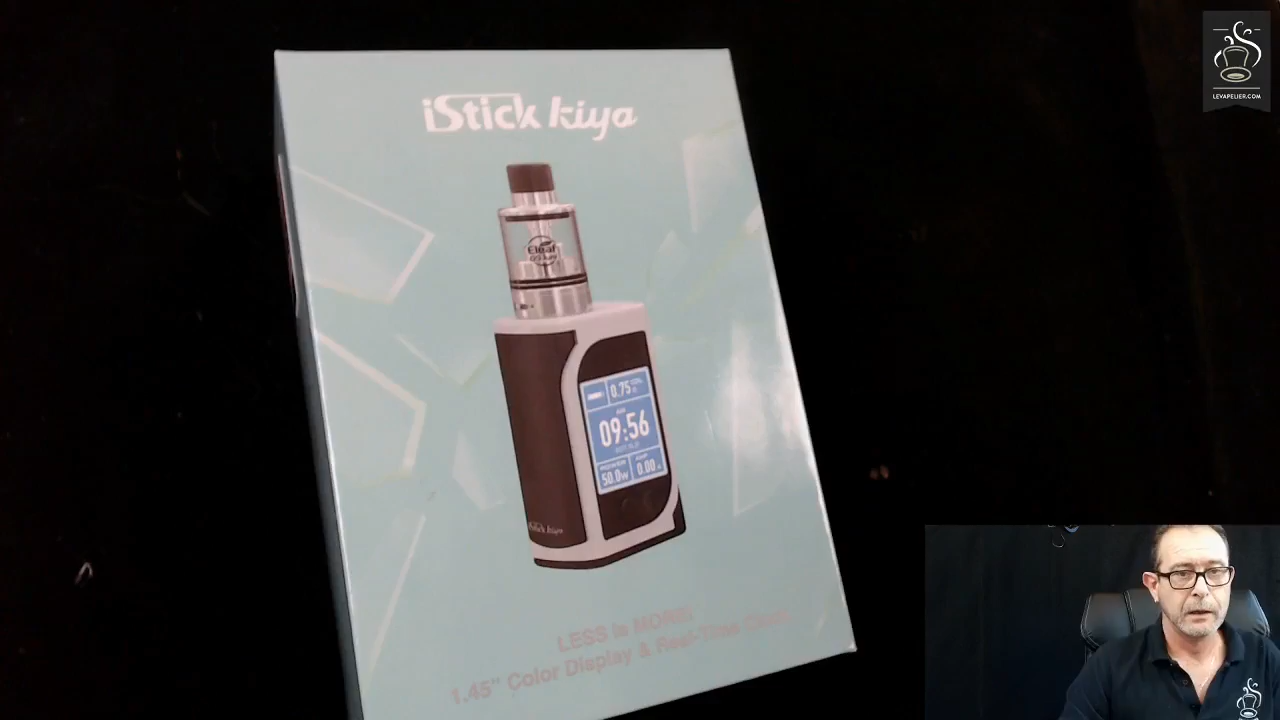 iStick kiya
LEVAPELIER.COM
Eleaf
0.75
09:56
50.0W
0.00 A
iStick kiya
LESS is MORE!
1.45" Color Display & Real-Time Clock